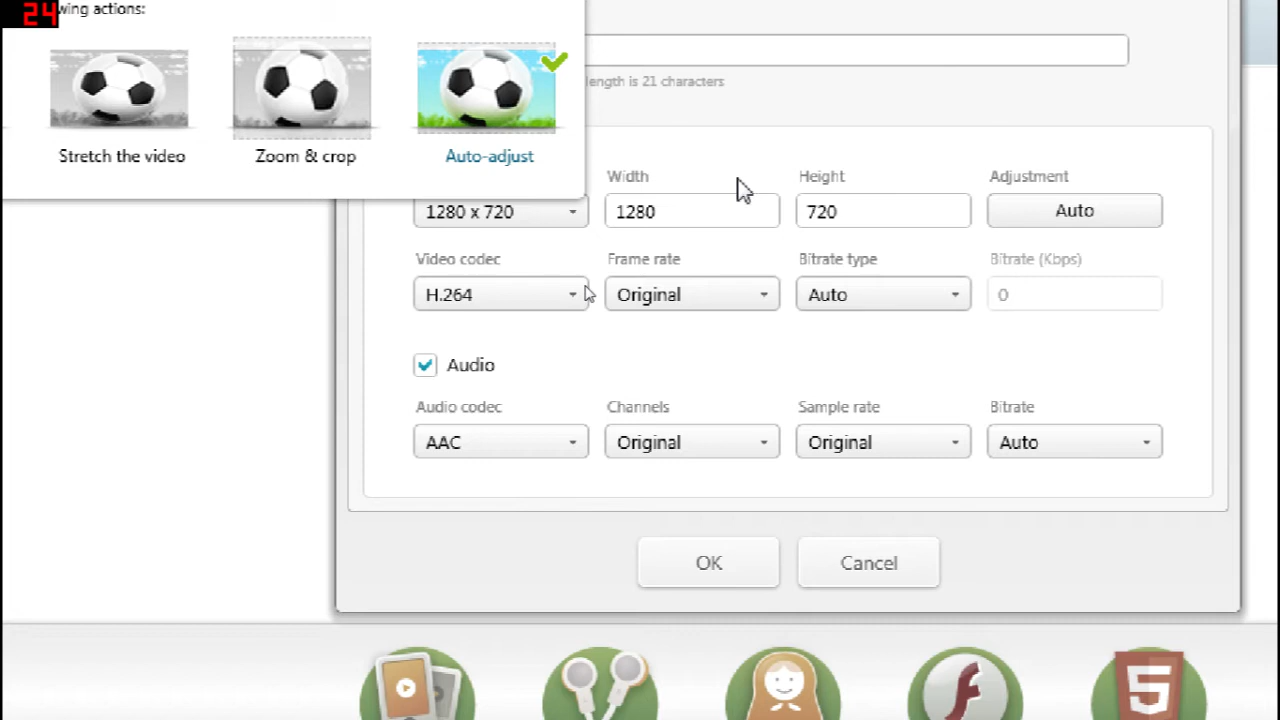 24
wing actions:
Stretch the video
Zoom & crop
Auto-adjust
length is 21 characters
Width
Height
Adjustment
1280 x 720
1280
720
Auto
Video codec
Frame rate
Bitrate type
Bitrate (Kbps)
H.264
Original
Auto
0
Audio
Audio codec
Channels
Sample rate
Bitrate
AAC
Original
Original
Auto
OK
Cancel
5